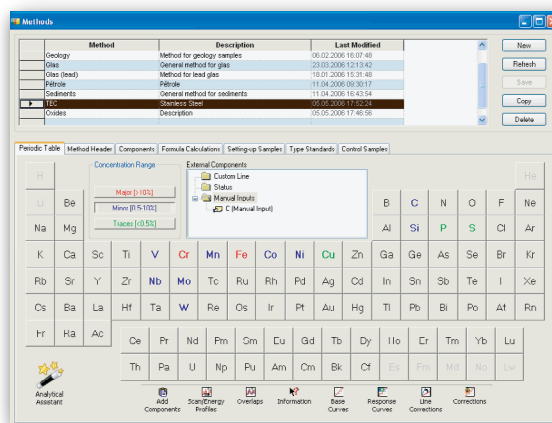 Methods
Method Description Last Modified
Geology Method for geology samples 06.02.2006 16:07:48
Glas General method for glas 23.03.2006 12:13:42
Glas (lead) Method for lead glas 18.01.2006 15:31:48
Pétrole Pétrole 11.04.2006 09:30:17
Sediments General method for sediments 11.04.2006 16:43:54
TEC Stainless Steel 05.05.2006 17:52:24
Oxides Description 05.05.2006 17:46:56
New
Refresh
Save
Copy
Delete
Periodic Table Method Header Components Formula Calculations Setting-up Samples Type Standards Control Samples
Concentration Range
Major [>10%]
Minor [0.5-10%]
Traces [<0.5%]
External Components
Custom Line
Status
Manual Inputs
C (Manual Input)
H He
Li Be B C N O F Ne
Na Mg Al Si P S Cl Ar
K Ca Sc Ti V Cr Mn Fe Co Ni Cu Zn Ga Ge As Se Br Kr
Rb Sr Y Zr Nb Mo Tc Ru Rh Pd Ag Cd In Sn Sb Te I Xe
Cs Ba La Hf Ta W Re Os Ir Pt Au Hg Tl Pb Bi Po At Rn
Fr Ra Ac
Ce Pr Nd Pm Sm Eu Gd Tb Dy Ho Er Tm Yb Lu
Th Pa U Np Pu Am Cm Bk Cf Es Fm Md No Lw
Analytical
Assistant
Add
Components
Scan/Energy
Profiles
Overlaps
Information
Base
Curves
Response
Curves
Line
Corrections
Corrections